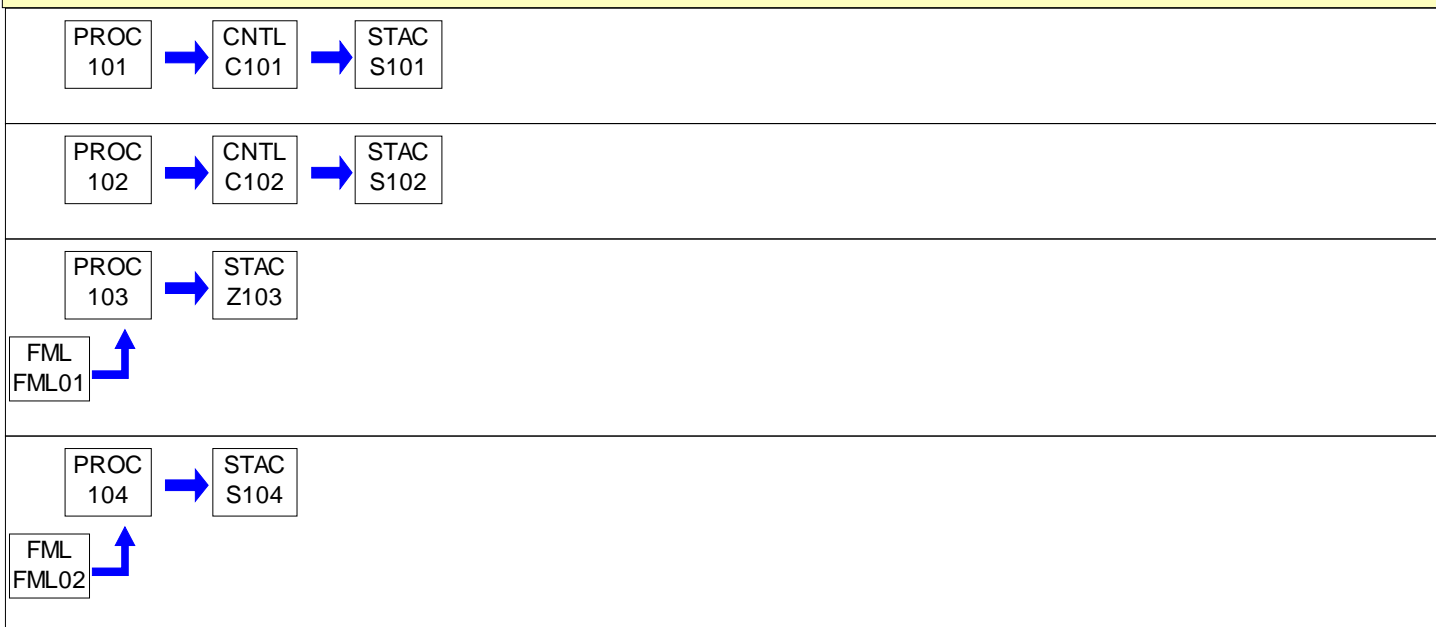 PROC
101
CNTL
C101
STAC
S101
PROC
102
CNTL
C102
STAC
S102
PROC
103
STAC
Z103
FML
FML01
PROC
104
STAC
S104
FML
FML02